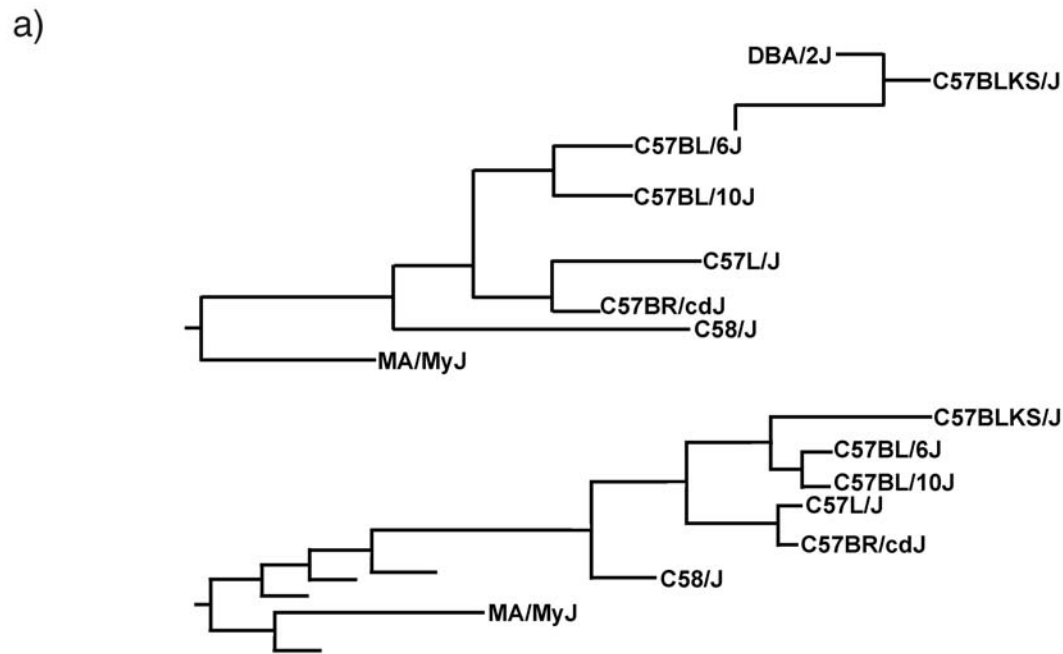 a)
DBA/2J
C57BLKS/J
C57BL/6J
C57BL/10J
C57L/J
C57BR/cdJ
C58/J
MA/MyJ
C57BLKS/J
C57BL/6J
C57BL/10J
C57L/J
C57BR/cdJ
C58/J
MA/MyJ